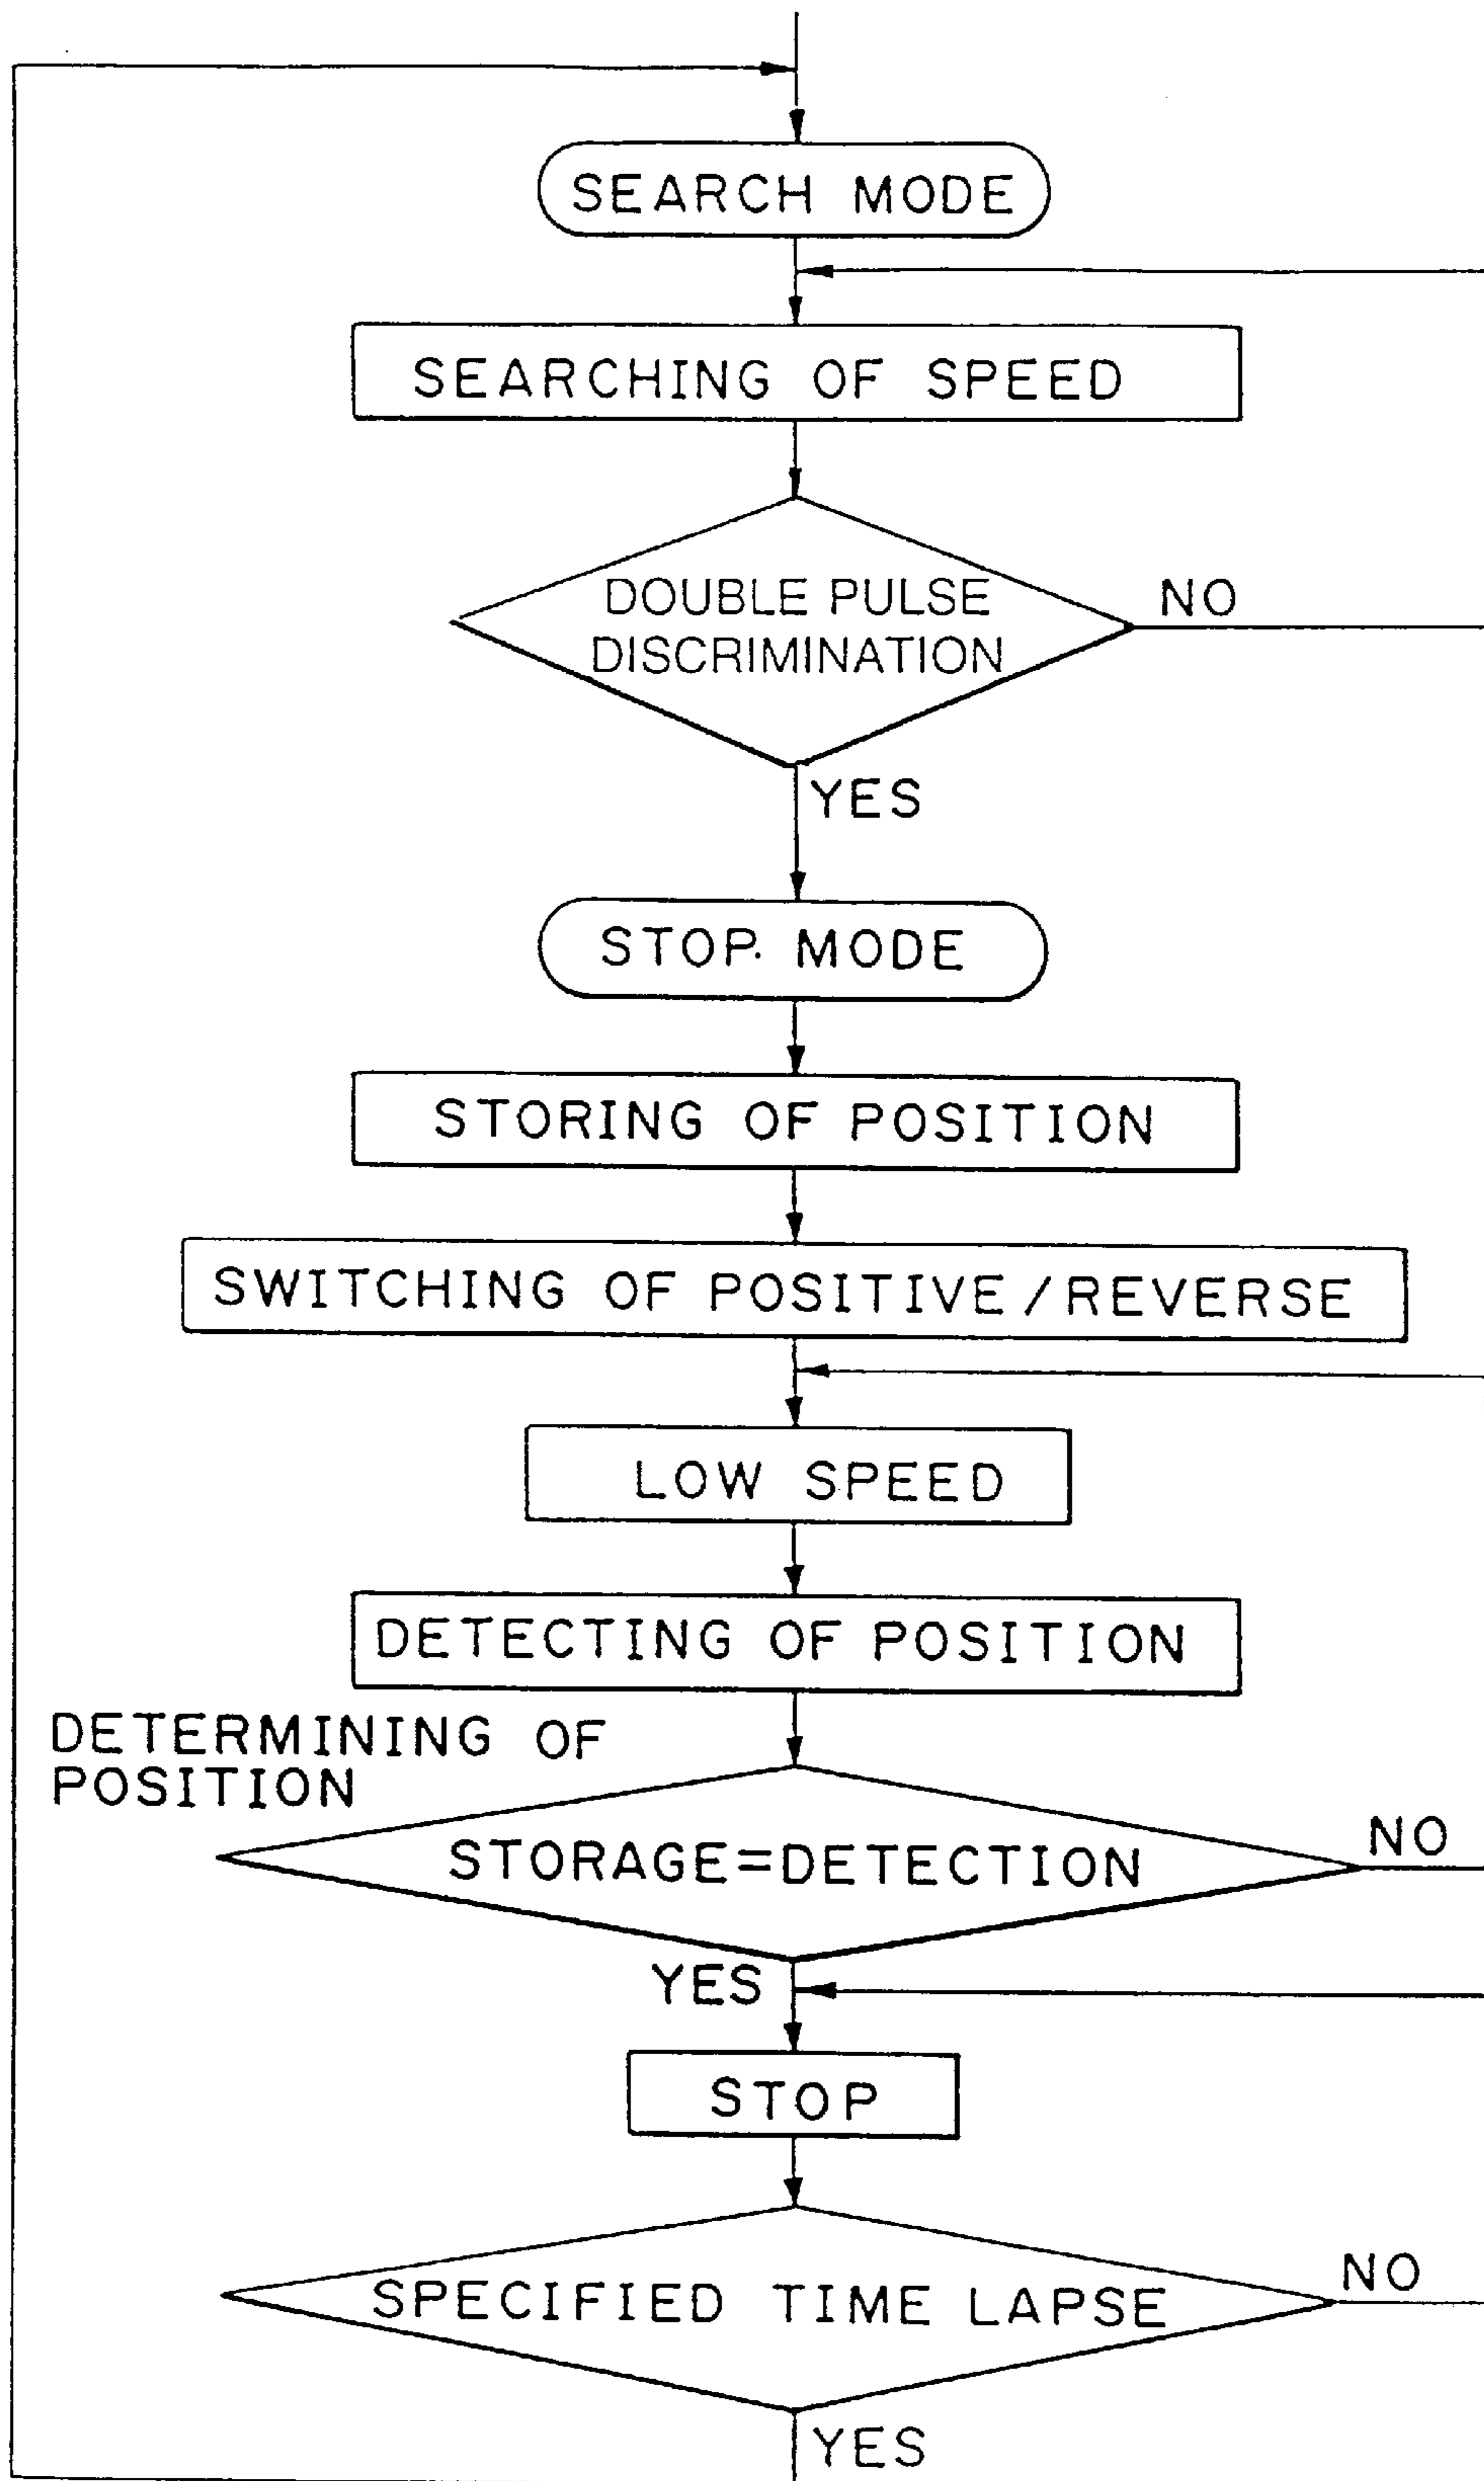 SEARCH MODE
SEARCHING OF SPEED
DOUBLE PULSE
DISCRIMINATION
NO
YES
STOP. MODE
STORING OF POSITION
SWITCHING OF POSITIVE/REVERSE
LOW SPEED
DETECTING OF POSITION
DETERMINING OF
POSITION
STORAGE=DETECTION
NO
YES
STOP
SPECIFIED TIME LAPSE
NO
YES